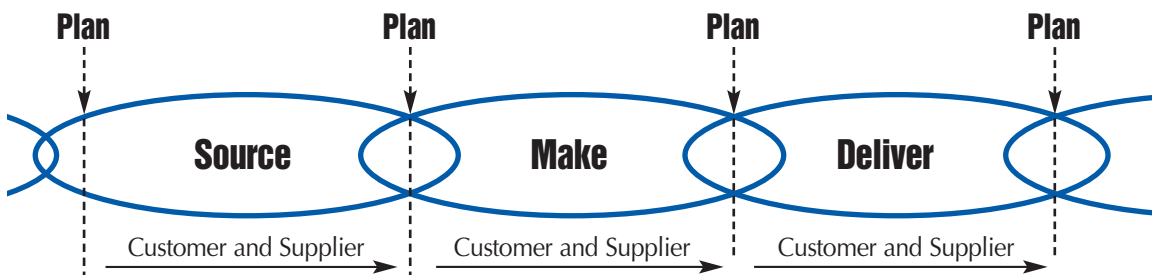 Plan Plan Plan Plan
Source Make Deliver
Customer and Supplier Customer and Supplier Customer and Supplier